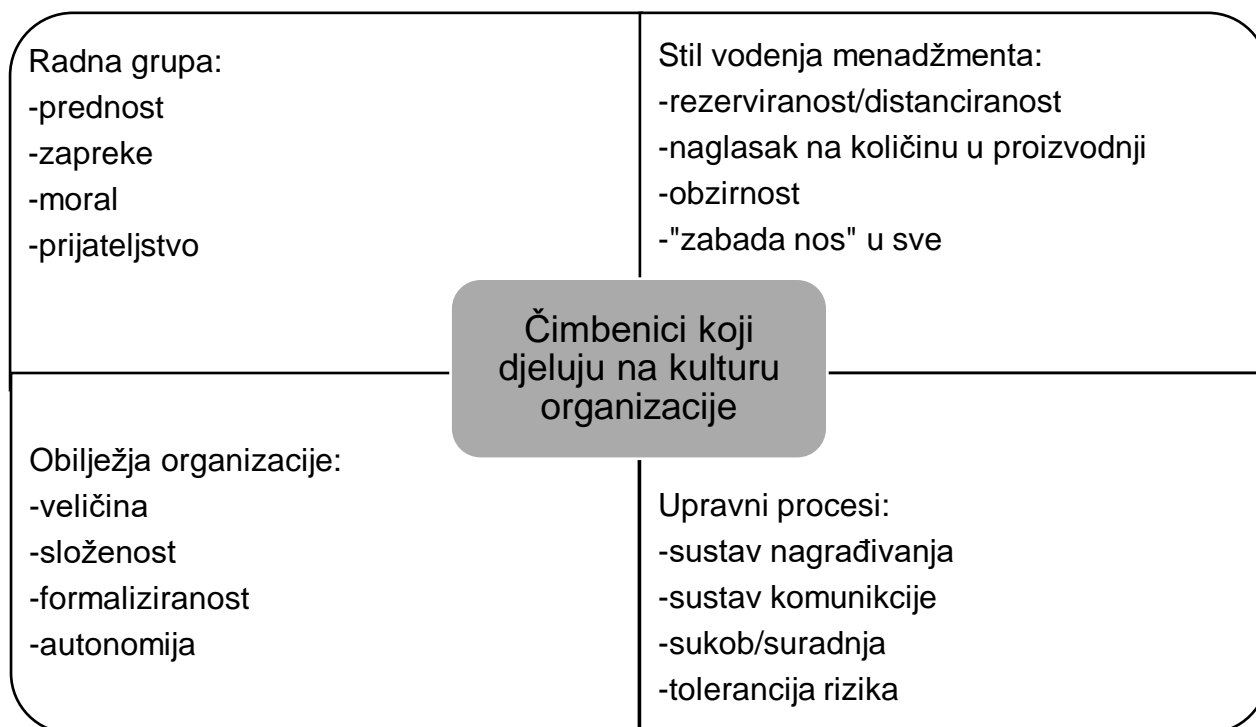 Radna grupa:
-prednost
-zapreke
-moral
-prijateljstvo
Stil vodenja menadžmenta:
-rezerviranost/distanciranost
-naglasak na količinu u proizvodnji
-obzirnost
-"zabada nos" u sve
Čimbenici koji
djeluju na kulturu
organizacije
Obilježja organizacije:
-veličina
-složenost
-formaliziranost
-autonomija
Upravni procesi:
-sustav nagrađivanja
-sustav komunikcije
-sukob/suradnja
-tolerancija rizika